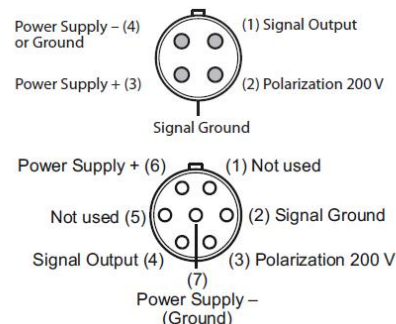 Power Supply – (4)
or Ground
(1) Signal Output
Power Supply + (3)
(2) Polarization 200 V
Signal Ground
Power Supply + (6)
(1) Not used
Not used (5)
(2) Signal Ground
Signal Output (4)
(3) Polarization 200 V
(7)
Power Supply –
(Ground)